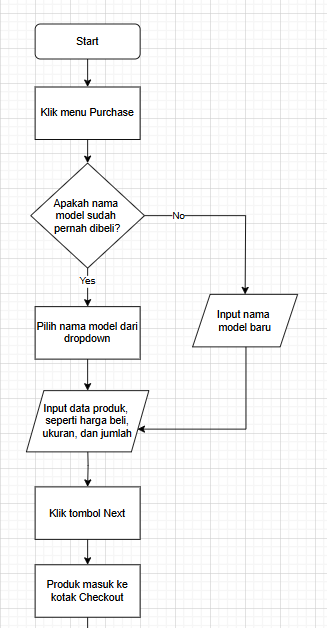 Start
Klik menu Purchase
Apakah nama
model sudah
pernah dibeli?
No
Yes
Pilih nama model dari
dropdown
Input nama
model baru
Input data produk,
seperti harga beli,
ukuran, dan jumlah
Klik tombol Next
Produk masuk ke
kotak Checkout